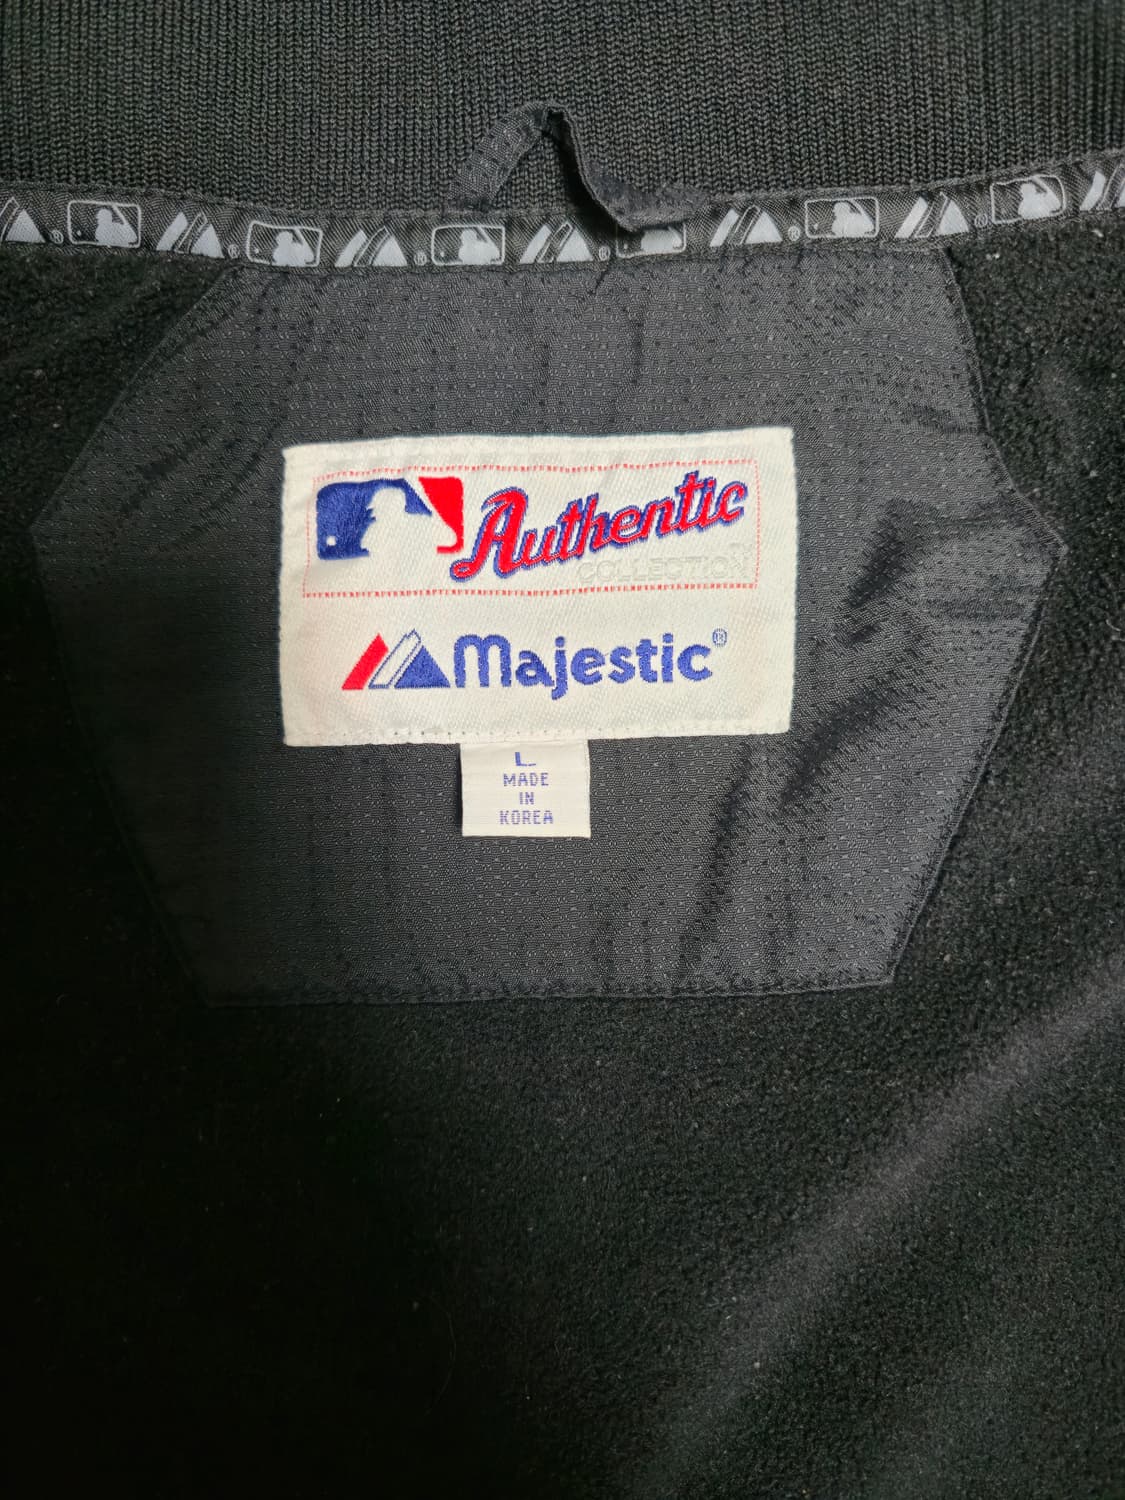 Authentic
COLLECTION
Majestic®
L
MADE
IN
KOREA